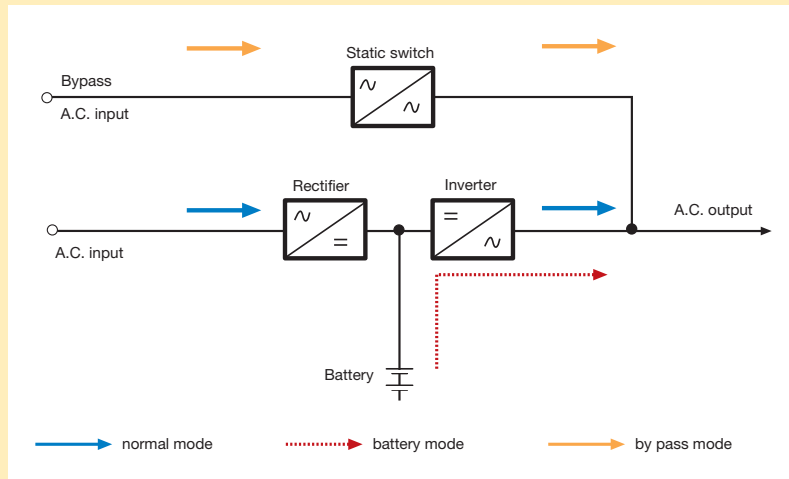 Static switch
Bypass
A.C. input
Rectifier
Inverter
A.C. output
A.C. input
Battery
normal mode
battery mode
by pass mode